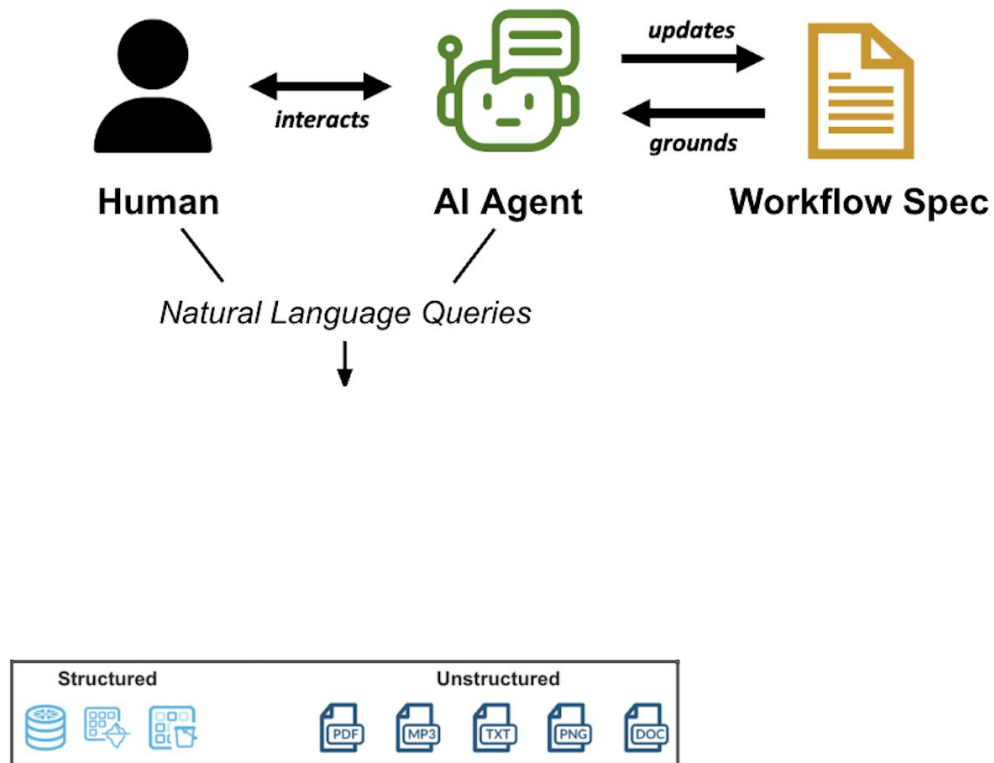 updates
interacts
grounds
Human
AI Agent
Workflow Spec
Natural Language Queries
Structured
Unstructured
PDF
MP3
TXT
PNG
DOC